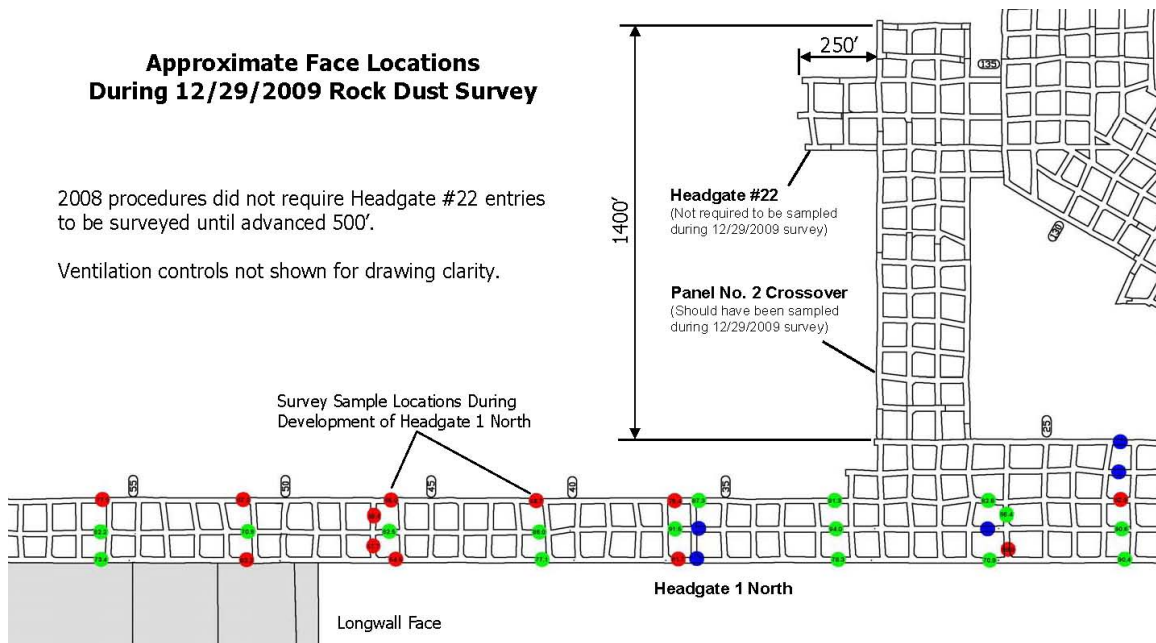 Approximate Face Locations
During 12/29/2009 Rock Dust Survey
2008 procedures did not require Headgate #22 entries
to be surveyed until advanced 500’.
Ventilation controls not shown for drawing clarity.
250’
1400’
135
130
Headgate #22
(Not required to be sampled
during 12/29/2009 survey)
Panel No. 2 Crossover
(Should have been sampled
during 12/29/2009 survey)
Survey Sample Locations During
Development of Headgate 1 North
25
55
50
45
40
35
Headgate 1 North
Longwall Face